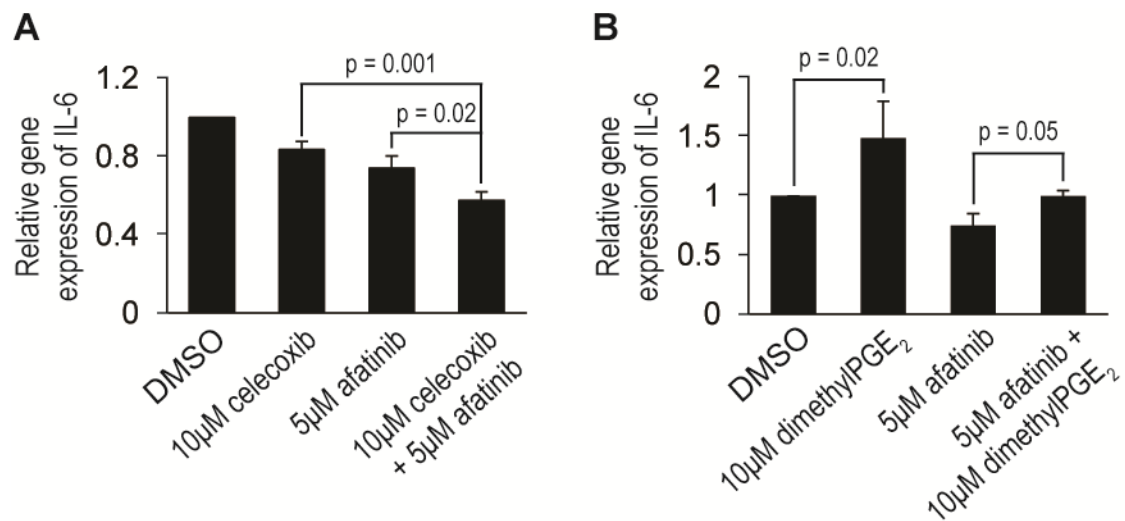 A
Relative gene
expression of IL-6
1.2
0.8
0.4
0
p = 0.001
p = 0.02
DMSO
10µM celecoxib
5µM afatinib
10µM celecoxib
+ 5µM afatinib
B
Relative gene
expression of IL-6
2
1.5
1
0.5
0
p = 0.02
p = 0.05
DMSO
10µM dimethylPGE₂
5µM afatinib
5µM afatinib +
10µM dimethylPGE₂